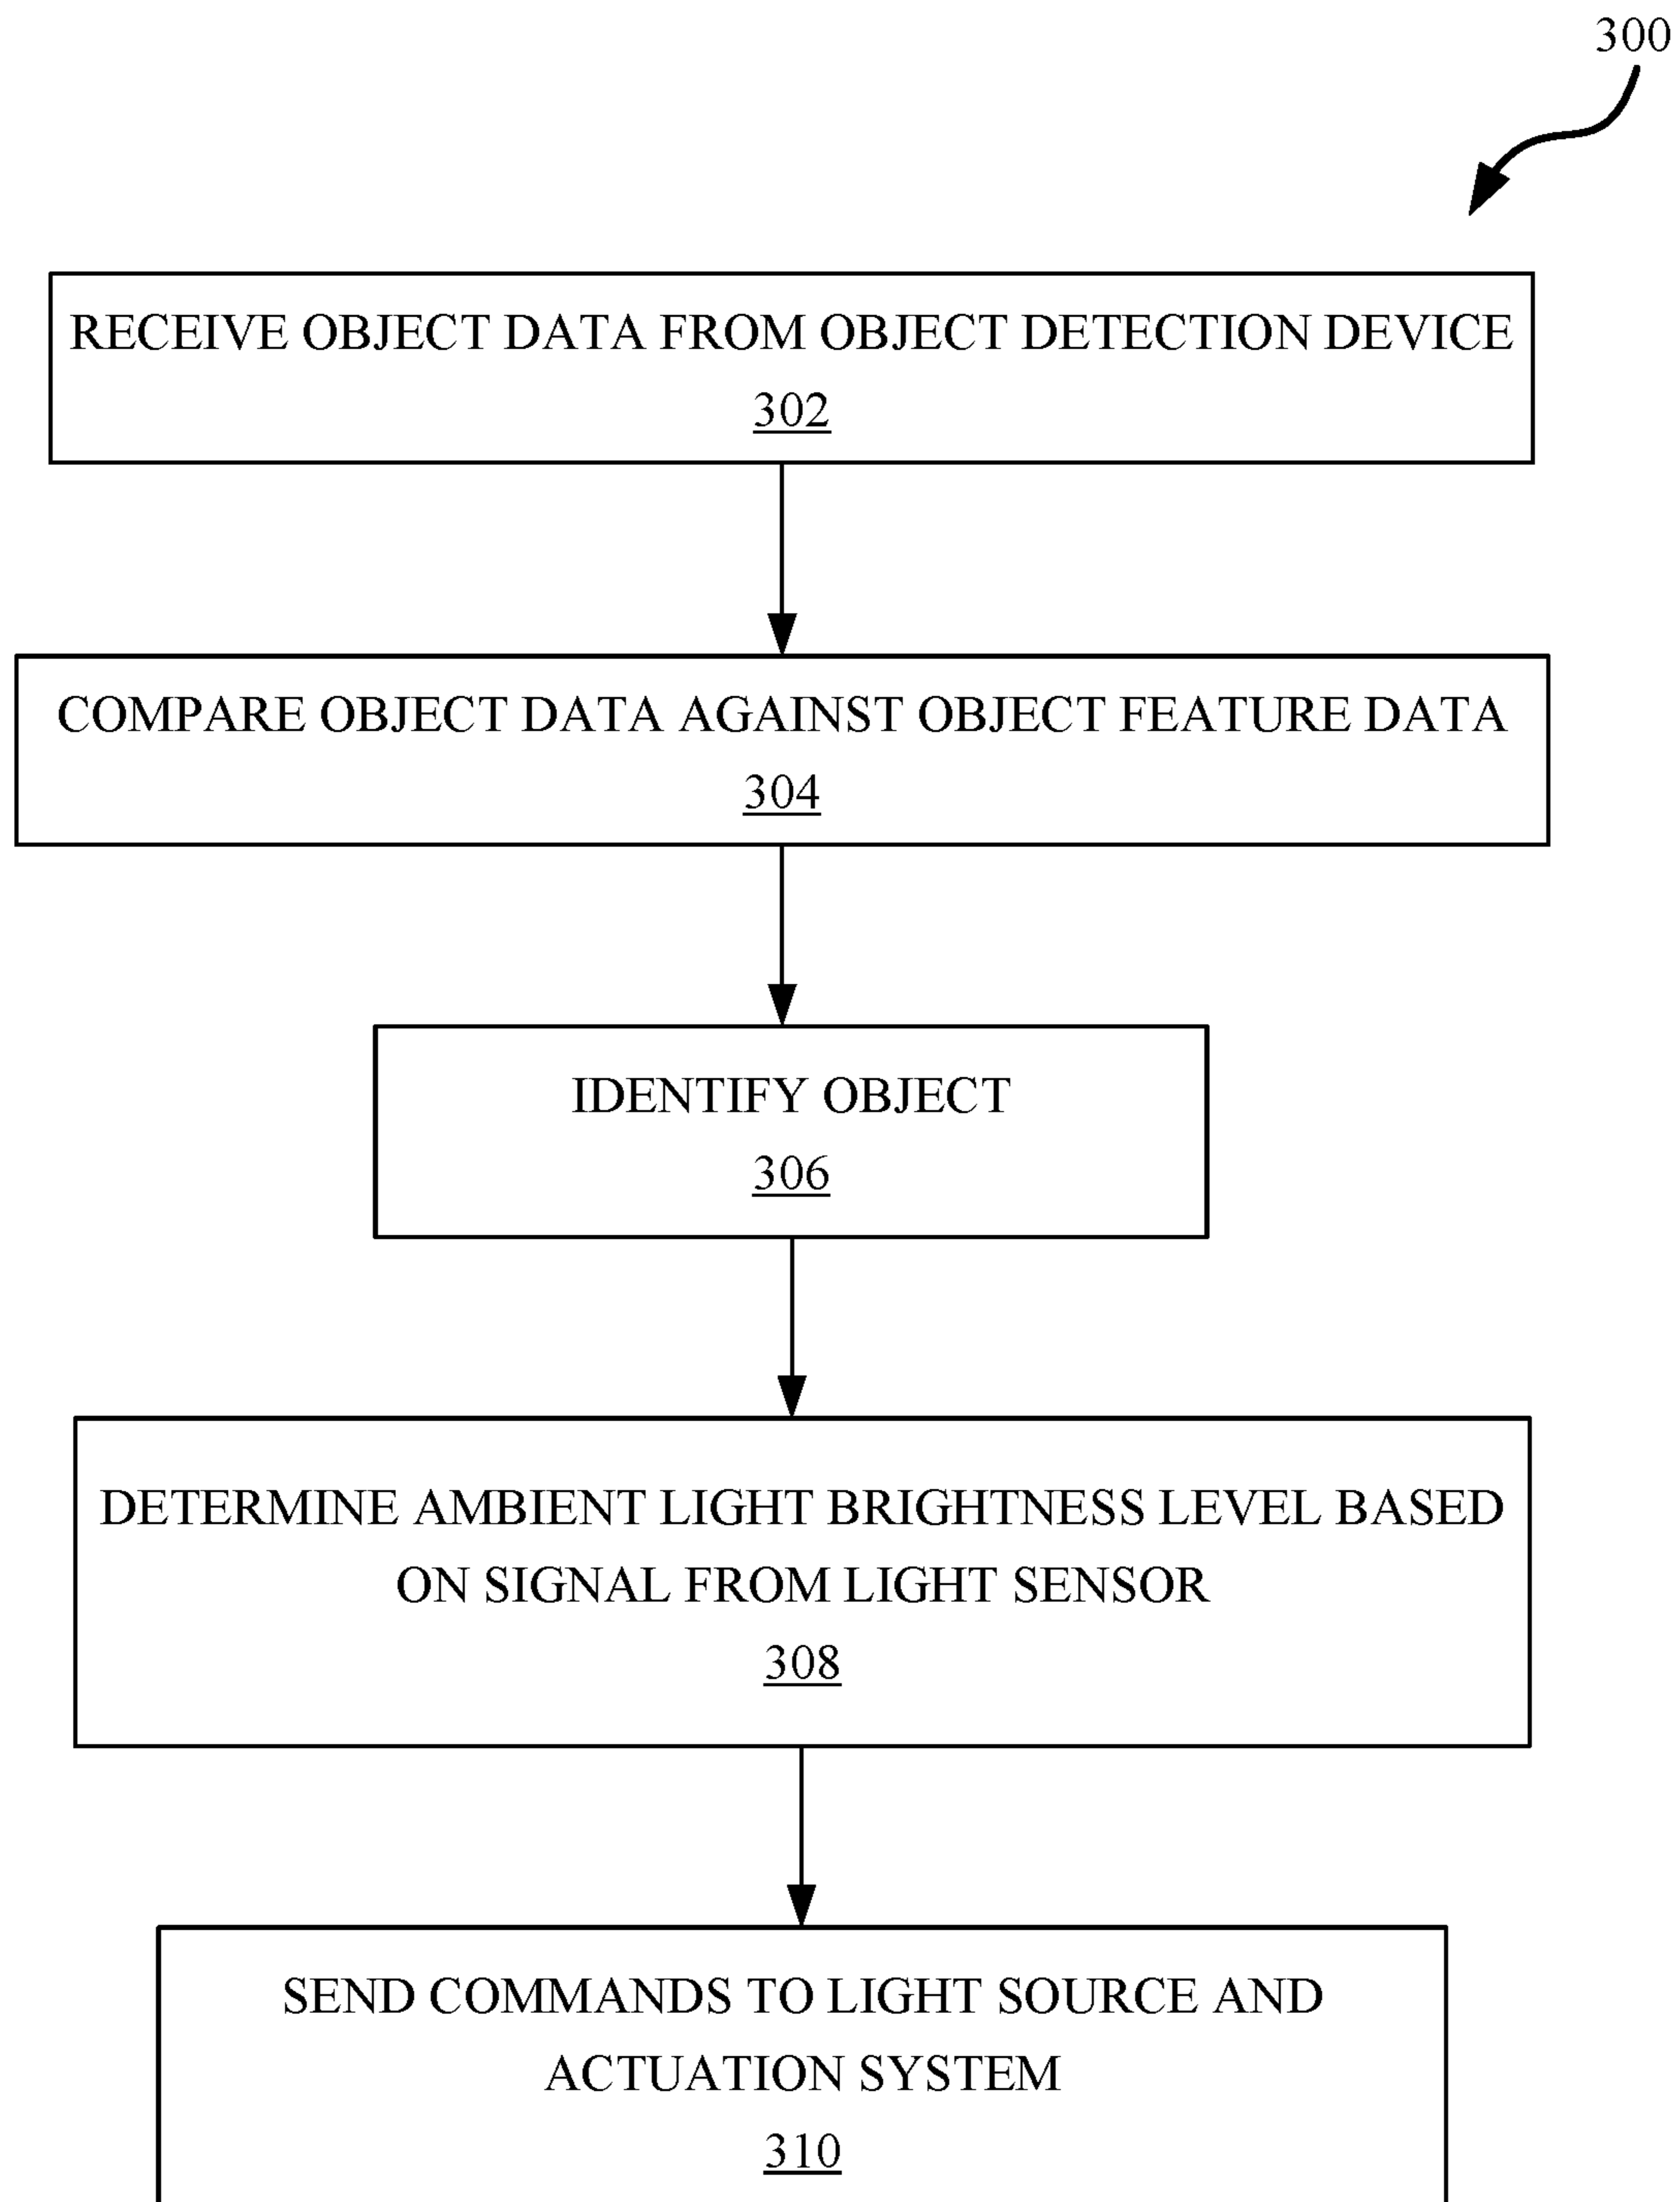 300
RECEIVE OBJECT DATA FROM OBJECT DETECTION DEVICE
302
COMPARE OBJECT DATA AGAINST OBJECT FEATURE DATA
304
IDENTIFY OBJECT
306
DETERMINE AMBIENT LIGHT BRIGHTNESS LEVEL BASED
ON SIGNAL FROM LIGHT SENSOR
308
SEND COMMANDS TO LIGHT SOURCE AND
ACTUATION SYSTEM
310